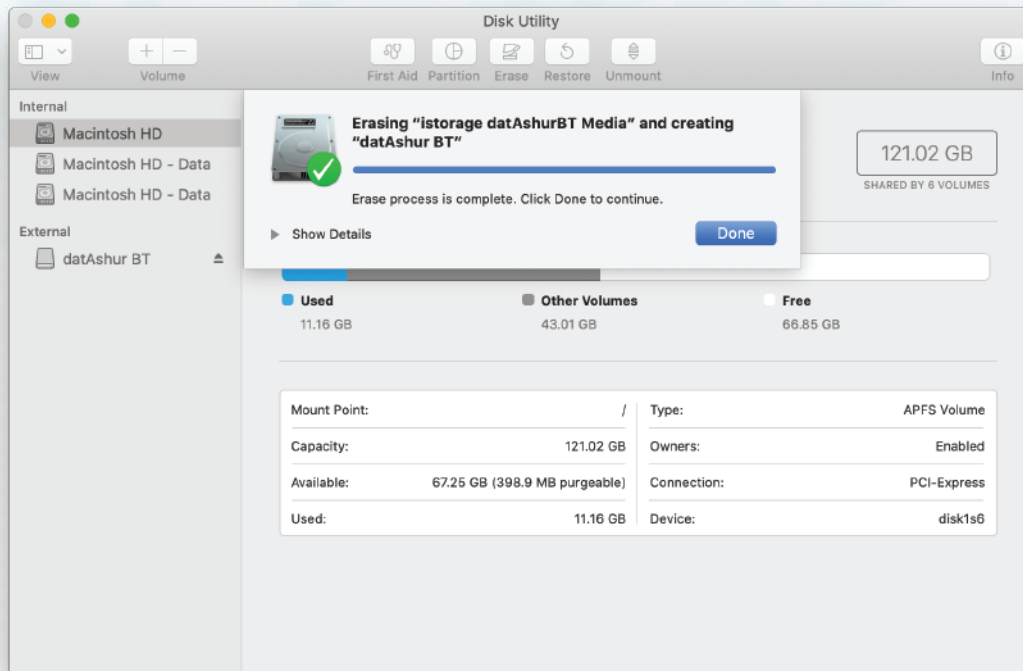 Disk Utility
View
Volume
First Aid
Partition
Erase
Restore
Unmount
Info
Internal
Macintosh HD
Macintosh HD - Data
Macintosh HD - Data
External
datAshur BT
Erasing “istorage datAshurBT Media” and creating
“datAshur BT”
Erase process is complete. Click Done to continue.
Show Details
Done
121.02 GB
SHARED BY 6 VOLUMES
Used
11.16 GB
Other Volumes
43.01 GB
Free
66.85 GB
Mount Point: /
Capacity: 121.02 GB
Available: 67.25 GB (398.9 MB purgeable)
Used: 11.16 GB
Type: APFS Volume
Owners: Enabled
Connection: PCI-Express
Device: disk1s6